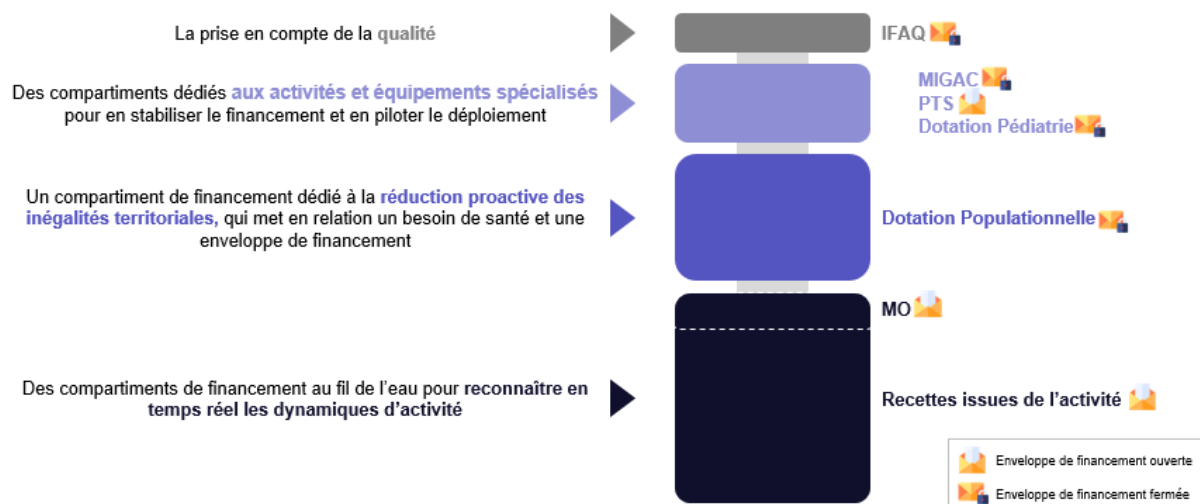 La prise en compte de la qualité
IFAQ
Des compartiments dédiés aux activités et équipements spécialisés
pour en stabiliser le financement et en piloter le déploiement
MIGAC
PTS
Dotation Pédiatrie
Un compartiment de financement dédié à la réduction proactive des
inégalités territoriales, qui met en relation un besoin de santé et une
enveloppe de financement
Dotation Populationnelle
MO
Des compartiments de financement au fil de l’eau pour reconnaître en
temps réel les dynamiques d’activité
Recettes issues de l’activité
Enveloppe de financement ouverte
Enveloppe de financement fermée